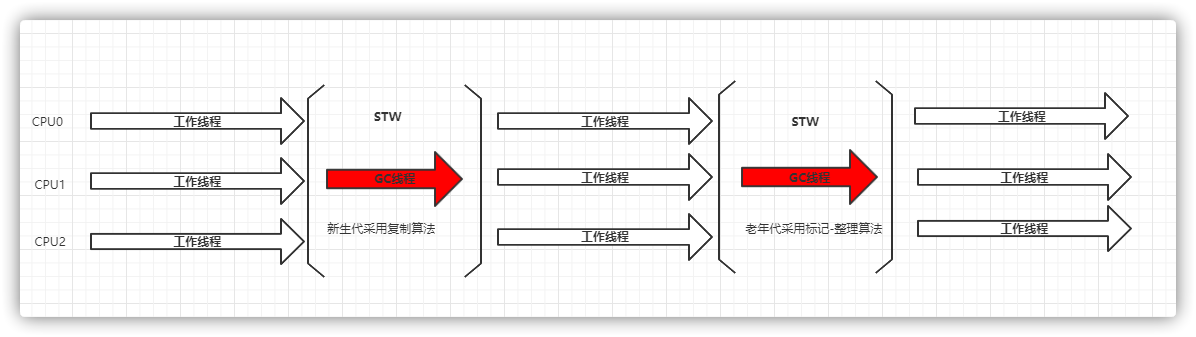 CPU0
工作线程
STW
工作线程
STW
工作线程
CPU1
工作线程
GC线程
工作线程
GC线程
工作线程
新生代采用复制算法
老年代采用标记-整理算法
CPU2
工作线程
工作线程
工作线程